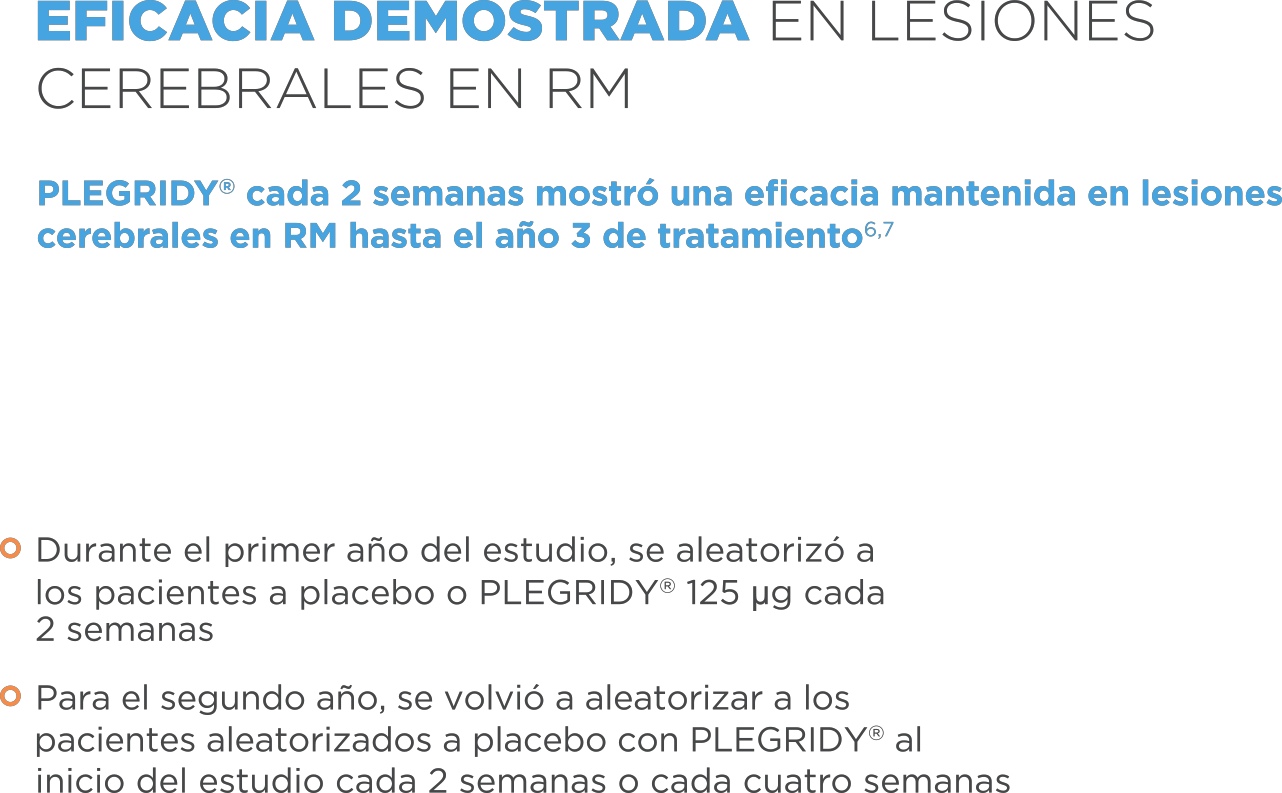 EFICACIA DEMOSTRADA EN LESIONES
CEREBRALES EN RM
PLEGRIDY® cada 2 semanas mostró una eficacia mantenida en lesiones
cerebrales en RM hasta el año 3 de tratamiento6,7
Durante el primer año del estudio, se aleatorizó a
los pacientes a placebo o PLEGRIDY® 125 µg cada
2 semanas
Para el segundo año, se volvió a aleatorizar a los
pacientes aleatorizados a placebo con PLEGRIDY® al
inicio del estudio cada 2 semanas o cada cuatro semanas